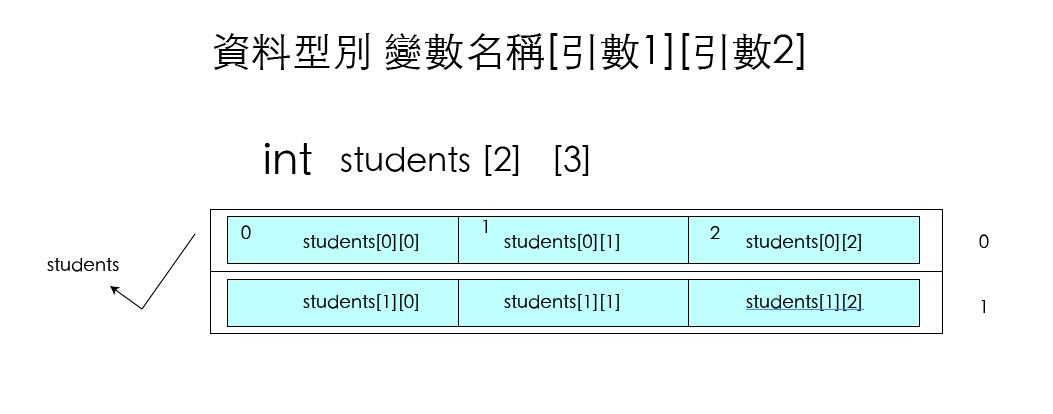 資料型別 變數名稱[引數1][引數2]
int students [2] [3]
0 students[0][0] 1 students[0][1] 2 students[0][2] 0
students
students[1][0] students[1][1] students[1][2] 1